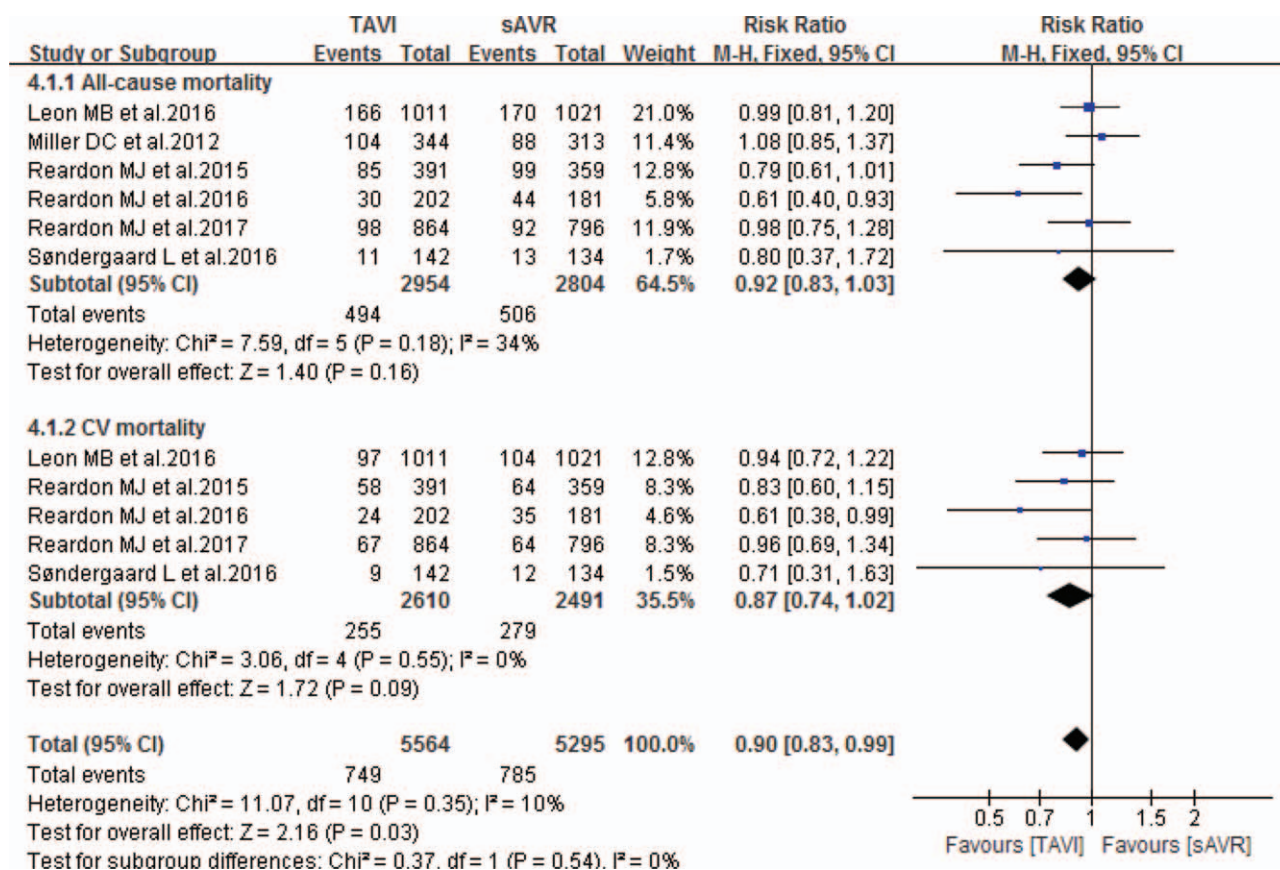 TAVI sAVR Risk Ratio Risk Ratio
Study or Subgroup Events Total Events Total Weight M-H, Fixed, 95% CI M-H, Fixed, 95% CI
4.1.1 All-cause mortality
Leon MB et al.2016 166 1011 170 1021 21.0% 0.99 [0.81, 1.20]
Miller DC et al.2012 104 344 88 313 11.4% 1.08 [0.85, 1.37]
Reardon MJ et al.2015 85 391 99 359 12.8% 0.79 [0.61, 1.01]
Reardon MJ et al.2016 30 202 44 181 5.8% 0.61 [0.40, 0.93]
Reardon MJ et al.2017 98 864 92 796 11.9% 0.98 [0.75, 1.28]
Søndergaard L et al.2016 11 142 13 134 1.7% 0.80 [0.37, 1.72]
Subtotal (95% CI) 2954 2804 64.5% 0.92 [0.83, 1.03]
Total events 494 506
Heterogeneity: Chi² = 7.59, df = 5 (P = 0.18); I² = 34%
Test for overall effect: Z = 1.40 (P = 0.16)
4.1.2 CV mortality
Leon MB et al.2016 97 1011 104 1021 12.8% 0.94 [0.72, 1.22]
Reardon MJ et al.2015 58 391 64 359 8.3% 0.83 [0.60, 1.15]
Reardon MJ et al.2016 24 202 35 181 4.6% 0.61 [0.38, 0.99]
Reardon MJ et al.2017 67 864 64 796 8.3% 0.96 [0.69, 1.34]
Søndergaard L et al.2016 9 142 12 134 1.5% 0.71 [0.31, 1.63]
Subtotal (95% CI) 2610 2491 35.5% 0.87 [0.74, 1.02]
Total events 255 279
Heterogeneity: Chi² = 3.06, df = 4 (P = 0.55); I² = 0%
Test for overall effect: Z = 1.72 (P = 0.09)
Total (95% CI) 5564 5295 100.0% 0.90 [0.83, 0.99]
Total events 749 785
Heterogeneity: Chi² = 11.07, df = 10 (P = 0.35); I² = 10%
Test for overall effect: Z = 2.16 (P = 0.03)
Test for subgroup differences: Chi² = 0.37, df = 1 (P = 0.54), I² = 0%
0.5 0.7 1 1.5 2
Favours [TAVI] Favours [sAVR]